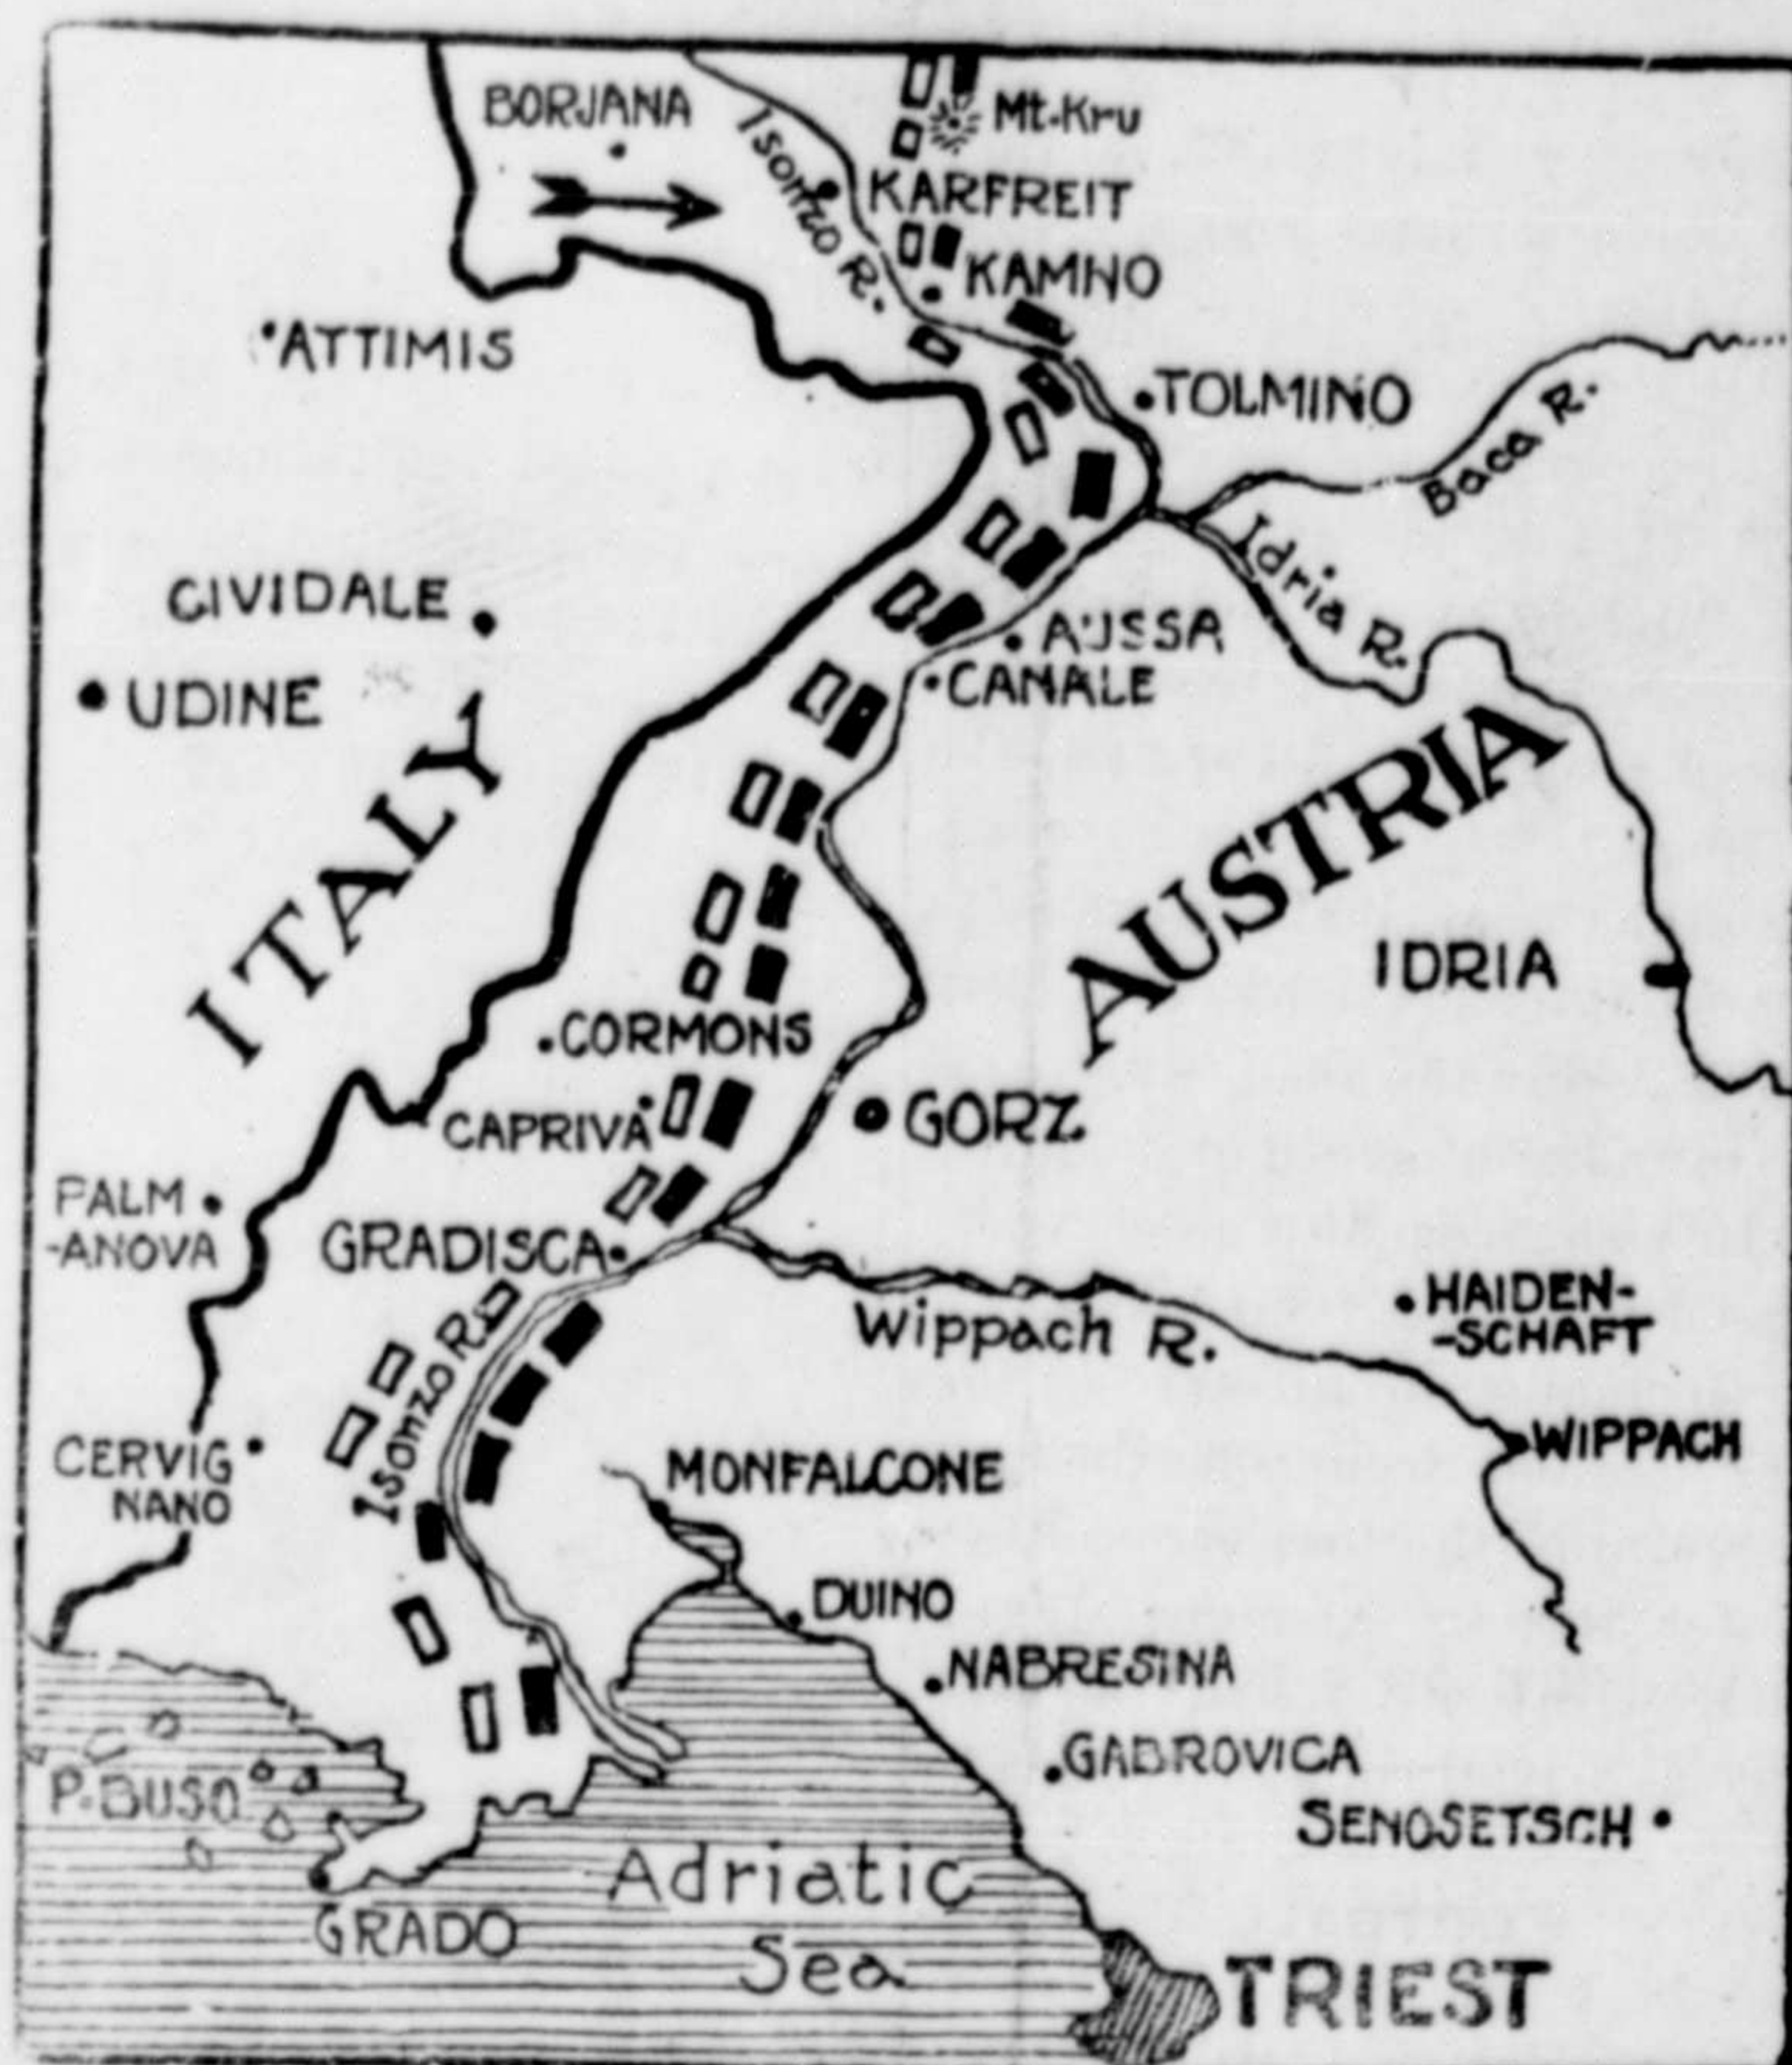 BORJANA
Isonzo R.
Mt. Kru
KARFREIT
KAMNO
ATTIMIS
TOLMINO
Baca R.
Idria R.
CIVIDALE
UDINE
AUSSA
CANALE
ITALY
AUSTRIA
IDRIA
CORMONS
CAPRIVA
GORZ
PALM
-ANOVA
GRADISCA
Wippach R.
HAIDEN-
-SCHAFT
Isonzo R.
CERVIG
NANO
WIPPACH
MONFALCONE
DUINO
NABRESINA
GABROVICA
P. BUSO
SENOSETSCH
Adriatic
Sea
GRADO
TRIEST